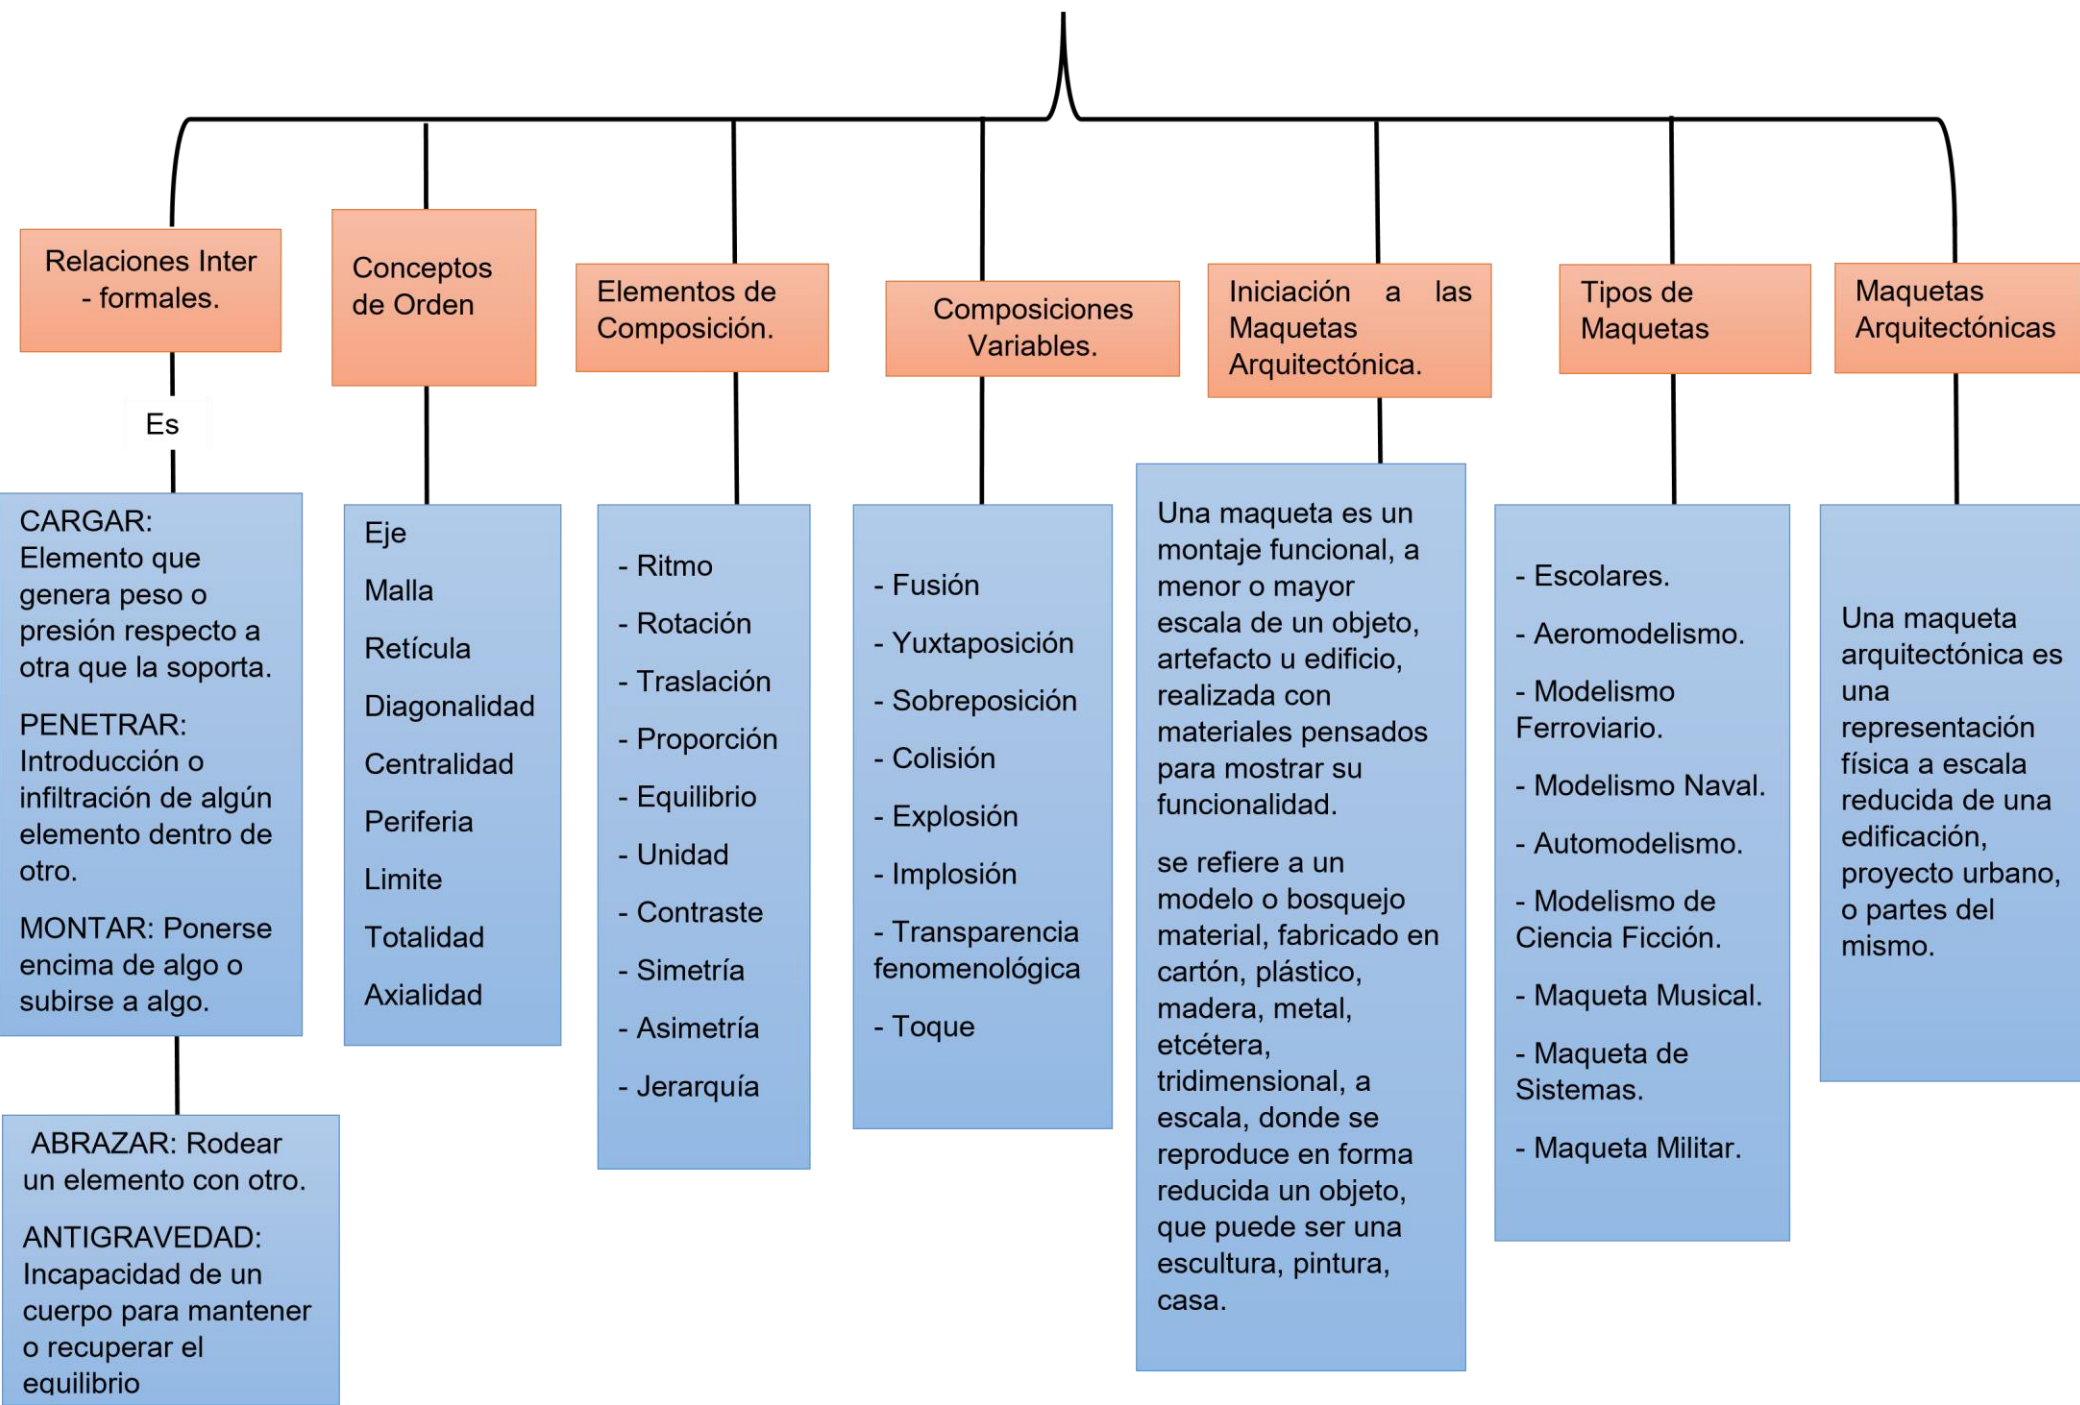 Relaciones Inter
- formales.
Es
CARGAR:
Elemento que
genera peso o
presión respecto a
otra que la soporta.
PENETRAR:
Introducción o
infiltración de algún
elemento dentro de
otro.
MONTAR: Ponerse
encima de algo o
subirse a algo.
ABRAZAR: Rodear
un elemento con otro.
ANTIGRAVEDAD:
Incapacidad de un
cuerpo para mantener
o recuperar el
equilibrio
Conceptos
de Orden
Eje
Malla
Retícula
Diagonalidad
Centralidad
Periferia
Limite
Totalidad
Axialidad
Elementos de
Composición.
- Ritmo
- Rotación
- Traslación
- Proporción
- Equilibrio
- Unidad
- Contraste
- Simetría
- Asimetría
- Jerarquía
Composiciones
Variables.
- Fusión
- Yuxtaposición
- Sobreposición
- Colisión
- Explosión
- Implosión
- Transparencia
fenomenológica
- Toque
Iniciación a las
Maquetas
Arquitectónica.
Una maqueta es un
montaje funcional, a
menor o mayor
escala de un objeto,
artefacto u edificio,
realizada con
materiales pensados
para mostrar su
funcionalidad.
se refiere a un
modelo o bosquejo
material, fabricado en
cartón, plástico,
madera, metal,
etcétera,
tridimensional, a
escala, donde se
reproduce en forma
reducida un objeto,
que puede ser una
escultura, pintura,
casa.
Tipos de
Maquetas
- Escolares.
- Aeromodelismo.
- Modelismo
Ferroviario.
- Modelismo Naval.
- Automodelismo.
- Modelismo de
Ciencia Ficción.
- Maqueta Musical.
- Maqueta de
Sistemas.
- Maqueta Militar.
Maquetas
Arquitectónicas
Una maqueta
arquitectónica es
una
representación
física a escala
reducida de una
edificación,
proyecto urbano,
o partes del
mismo.